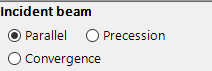 Incident beam
Parallel Precession
Convergence